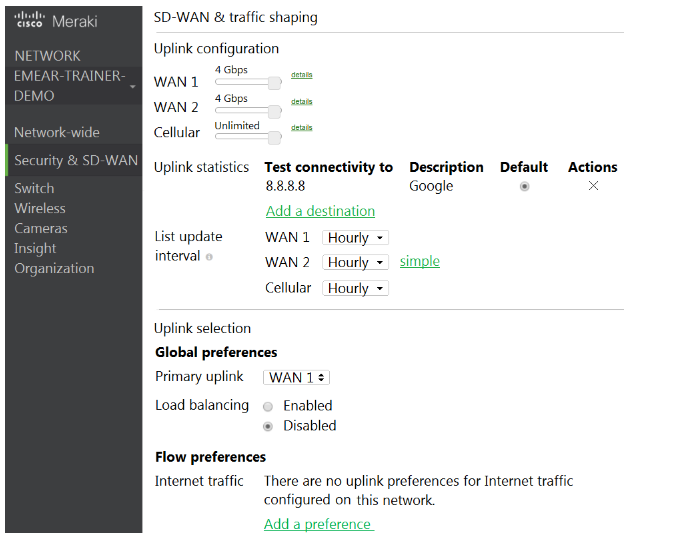 cisco Meraki
NETWORK
EMEAR-TRAINER-
DEMO
Network-wide
Security & SD-WAN
Switch
Wireless
Cameras
Insight
Organization
SD-WAN & traffic shaping
Uplink configuration
WAN 1 4 Gbps details
WAN 2 4 Gbps details
Cellular Unlimited details
Uplink statistics Test connectivity to Description Default Actions
8.8.8.8 Google
Add a destination
List update WAN 1 Hourly
interval WAN 2 Hourly simple
Cellular Hourly
Uplink selection
Global preferences
Primary uplink WAN 1
Load balancing Enabled
Disabled
Flow preferences
Internet traffic There are no uplink preferences for Internet traffic
configured on this network.
Add a preference